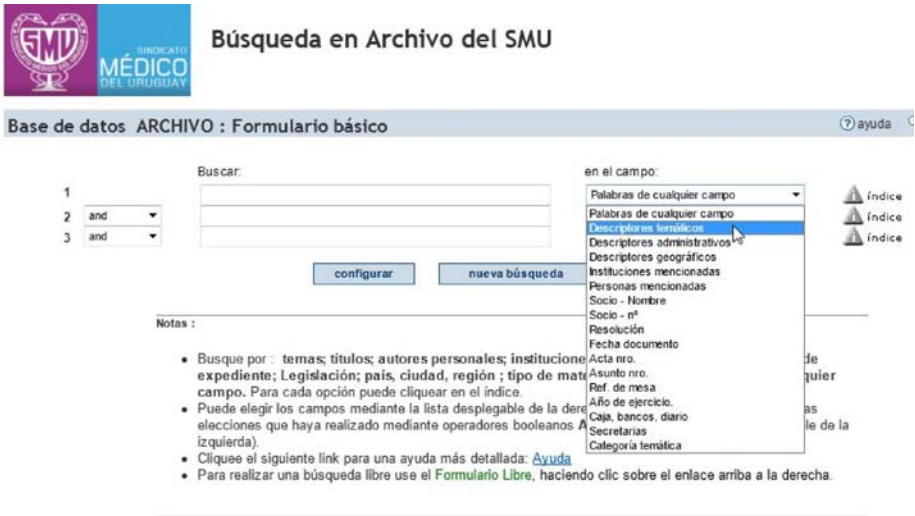 SMU
SINDICATO
MÉDICO
DEL URUGUAY
Búsqueda en Archivo del SMU
Base de datos ARCHIVO : Formulario básico
ayuda
Buscar:
en el campo:
1
Palabras de cualquier campo
índice
2 and
índice
3 and
índice
Palabras de cualquier campo
Descriptores temáticos
Descriptores administrativos
Descriptores geográficos
Instituciones mencionadas
Personas mencionadas
Socio - Nombre
Socio - nº
Resolución
Fecha documento
Acta nro.
Asunto nro.
Ref. de mesa
Año de ejercicio.
Caja, bancos, diario
Secretarias
Categoría temática
configurar
nueva búsqueda
Notas :
Busque por : temas; titulos; autores personales; institucione de
expediente; Legislación; país, ciudad, región ; tipo de mate quier
campo. Para cada opción puede cliquear en el índice.
Puede elegir los campos mediante la lista desplegable de la dere as
elecciones que haya realizado mediante operadores booleanos A le de la
izquierda).
Cliquee el siguiente link para una ayuda más detallada: Ayuda
Para realizar una búsqueda libre use el Formulario Libre, haciendo clic sobre el enlace arriba a la derecha.